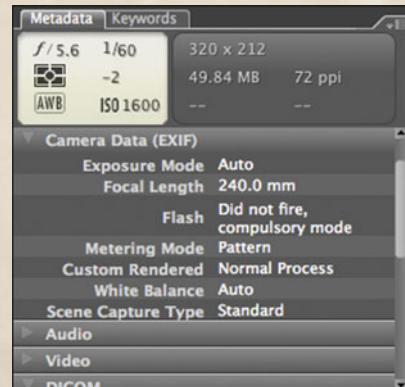 Metadata Keywords
f/5.6 1/60 320 x 212
-2 49.84 MB 72 ppi
AWB ISO 1600 -- --
Camera Data (EXIF)
Exposure Mode Auto
Focal Length 240.0 mm
Flash Did not fire,
compulsory mode
Metering Mode Pattern
Custom Rendered Normal Process
White Balance Auto
Scene Capture Type Standard
Audio
Video
DICOM